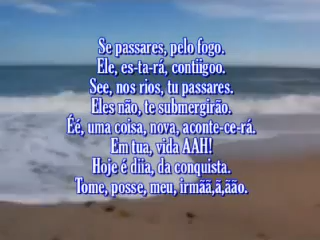 Se passares, pelo fogo.
Ele, es-ta-rá, contiigoo.
See, nos rios, tu passares.
Eles não, te submergirão.
Éé, uma coisa, nova, aconte-ce-rá.
Em tua, vida AAH!
Hoje é diia, da conquista.
Tome, posse, meu, irmãã,ã,ãão.